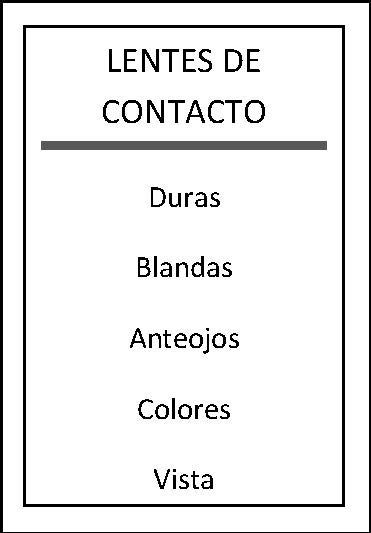 LENTES DE
CONTACTO
Duras
Blandas
Anteojos
Colores
Vista